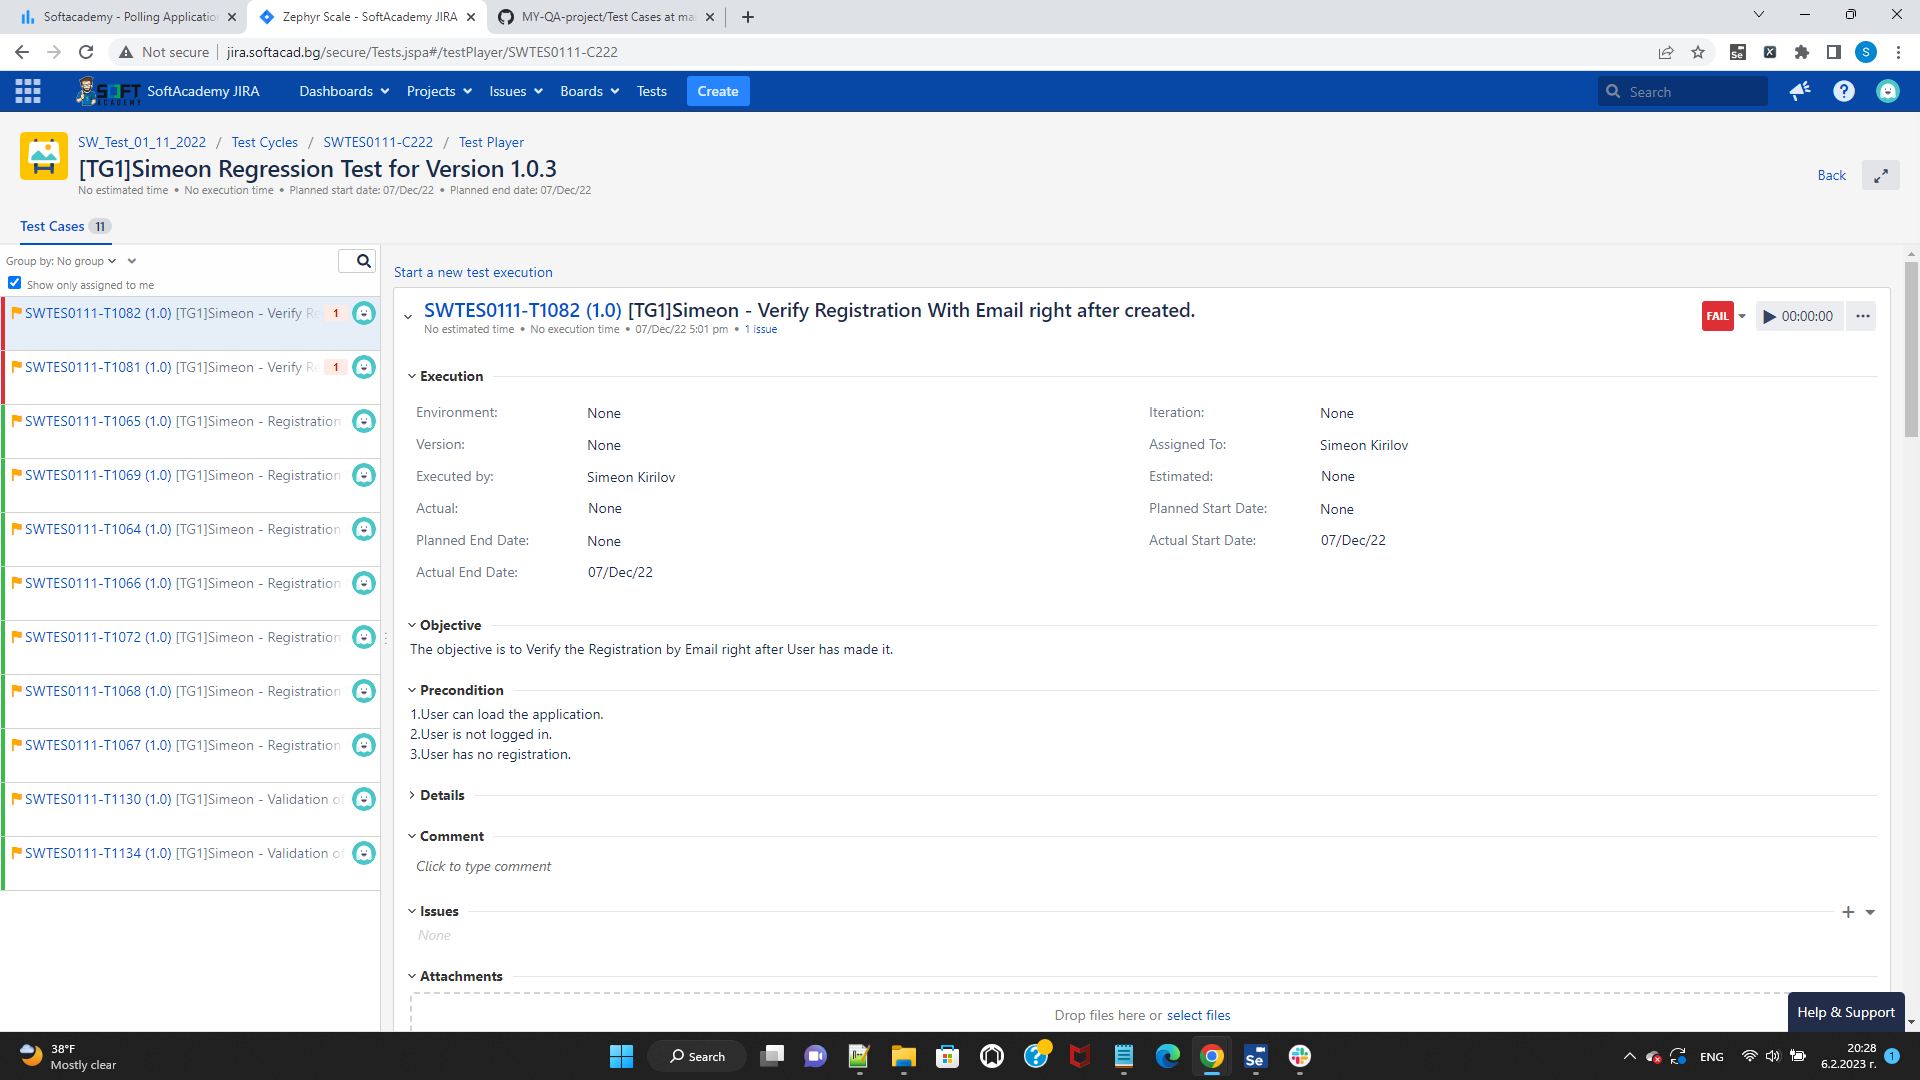 Softacademy - Polling Applicatio
Zephyr Scale - SoftAcademy JIRA
MY-QA-project/Test Cases at ma
Not secure
jira.softacad.bg/secure/Tests.jspa#/testPlayer/SWTES0111-C222
Se
X
S
SOFT
ACADEMY
SoftAcademy JIRA
Dashboards
Projects
Issues
Boards
Tests
Create
Search
SW_Test_01_11_2022 / Test Cycles / SWTES0111-C222 / Test Player
[TG1]Simeon Regression Test for Version 1.0.3
No estimated time • No execution time • Planned start date: 07/Dec/22 • Planned end date: 07/Dec/22
Back
Test Cases 11
Group by: No group
Show only assigned to me
SWTES0111-T1082 (1.0) [TG1]Simeon - Verify Re 1
SWTES0111-T1081 (1.0) [TG1]Simeon - Verify Re 1
SWTES0111-T1065 (1.0) [TG1]Simeon - Registration
SWTES0111-T1069 (1.0) [TG1]Simeon - Registration
SWTES0111-T1064 (1.0) [TG1]Simeon - Registration
SWTES0111-T1066 (1.0) [TG1]Simeon - Registration
SWTES0111-T1072 (1.0) [TG1]Simeon - Registration
SWTES0111-T1068 (1.0) [TG1]Simeon - Registration
SWTES0111-T1067 (1.0) [TG1]Simeon - Registration
SWTES0111-T1130 (1.0) [TG1]Simeon - Validation of
SWTES0111-T1134 (1.0) [TG1]Simeon - Validation of
Start a new test execution
SWTES0111-T1082 (1.0) [TG1]Simeon - Verify Registration With Email right after created.
No estimated time • No execution time • 07/Dec/22 5:01 pm • 1 issue
FAIL
00:00:00
Execution
Environment: None
Iteration: None
Version: None
Assigned To: Simeon Kirilov
Executed by: Simeon Kirilov
Estimated: None
Actual: None
Planned Start Date: None
Planned End Date: None
Actual Start Date: 07/Dec/22
Actual End Date: 07/Dec/22
Objective
The objective is to Verify the Registration by Email right after User has made it.
Precondition
1.User can load the application.
2.User is not logged in.
3.User has no registration.
Details
Comment
Click to type comment
Issues
None
Attachments
Drop files here or select files
Help & Support
38°F
Mostly clear
Search
Se
ENG
20:28
6.2.2023 г.
1